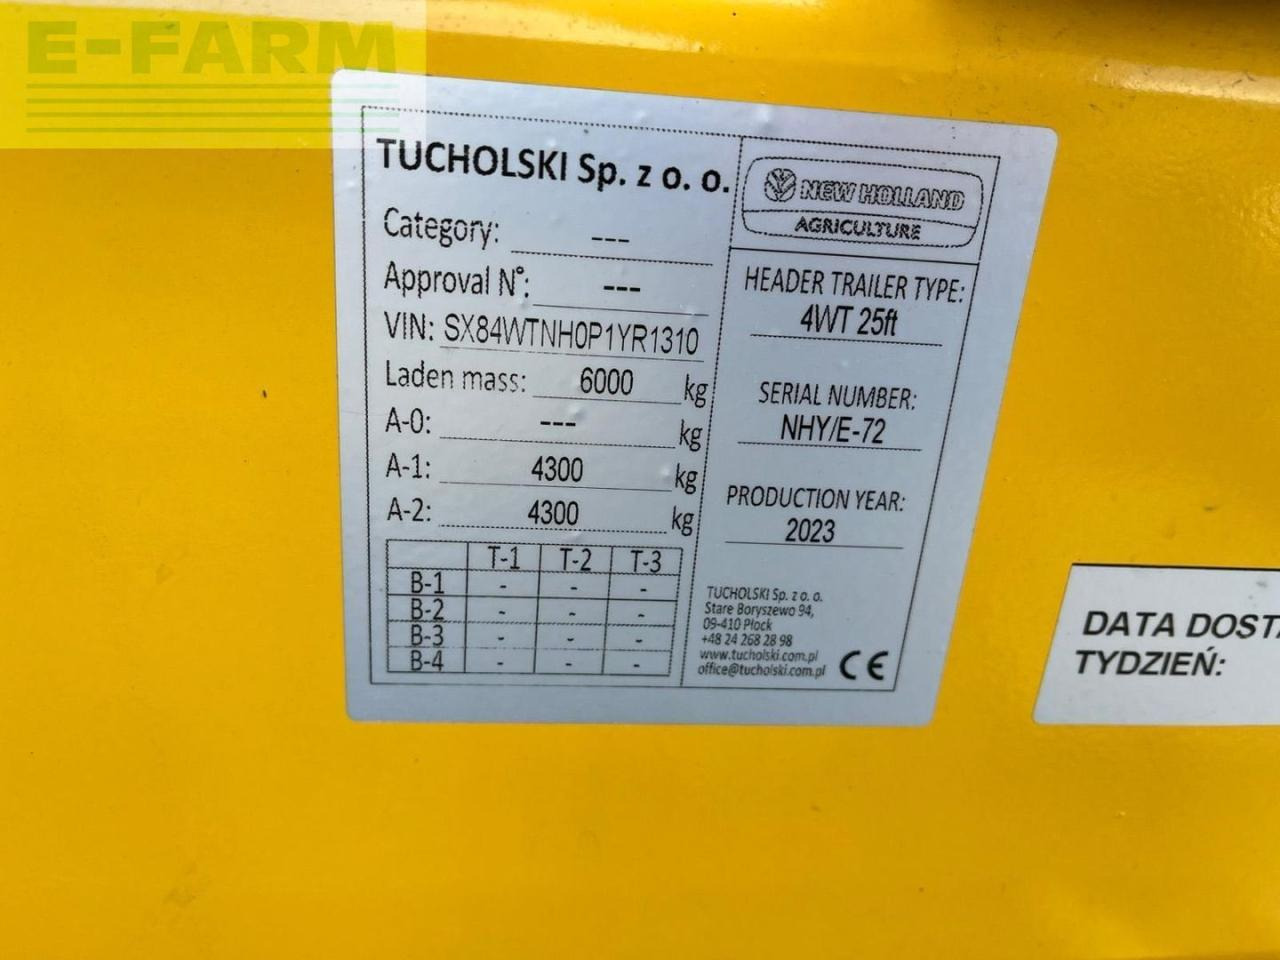 E-FARM
TUCHOLSKI Sp. z o. o.
Category: ---
Approval N°: ---
VIN: SX84WTNH0P1YR1310
Laden mass: 6000 kg
A-0: --- kg
A-1: 4300 kg
A-2: 4300 kg
T-1 T-2 T-3
B-1 - - -
B-2 - - -
B-3 - - -
B-4 - - -
NEW HOLLAND
AGRICULTURE
HEADER TRAILER TYPE:
4WT 25ft
SERIAL NUMBER:
NHY/E-72
PRODUCTION YEAR:
2023
TUCHOLSKI Sp. z o. o.
Stare Boryszewo 94,
09-410 Płock
+48 24 268 28 98
www.tucholski.com.pl
office@tucholski.com.pl
CE
DATA DOSTA
TYDZIEŃ: